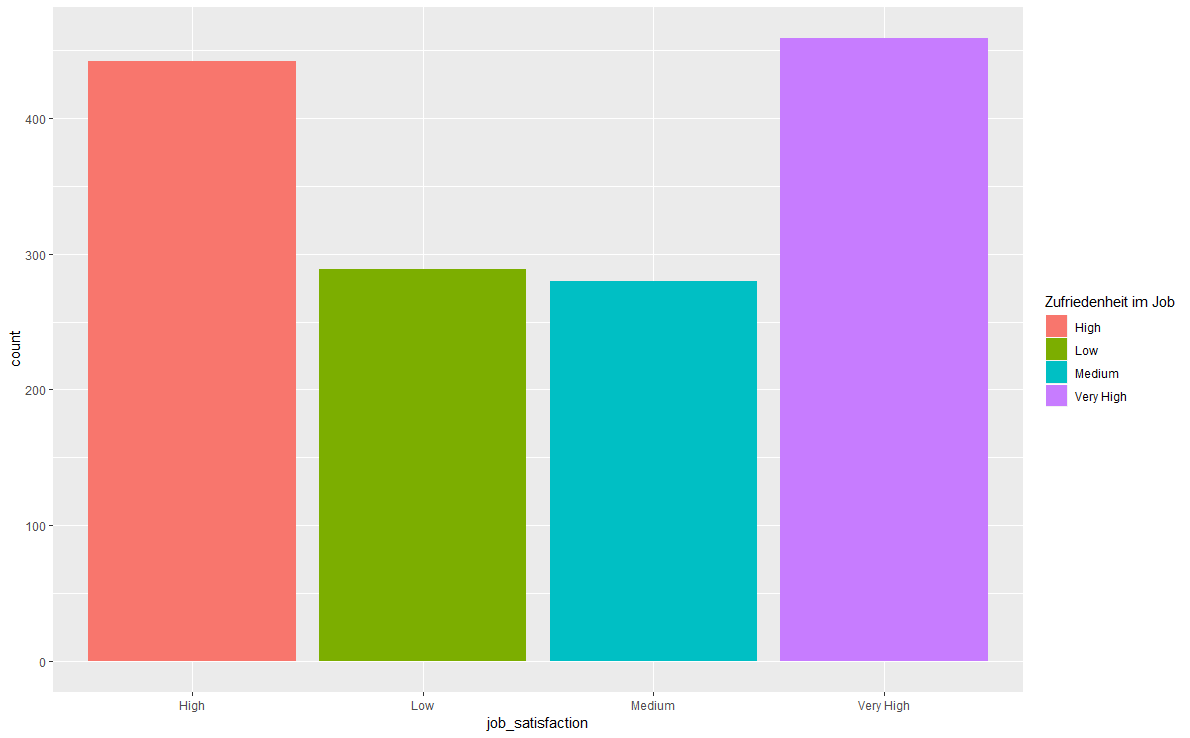 count
400
300
200
100
0
High
Low
Medium
Very High
job_satisfaction
Zufriedenheit im Job
High
Low
Medium
Very High